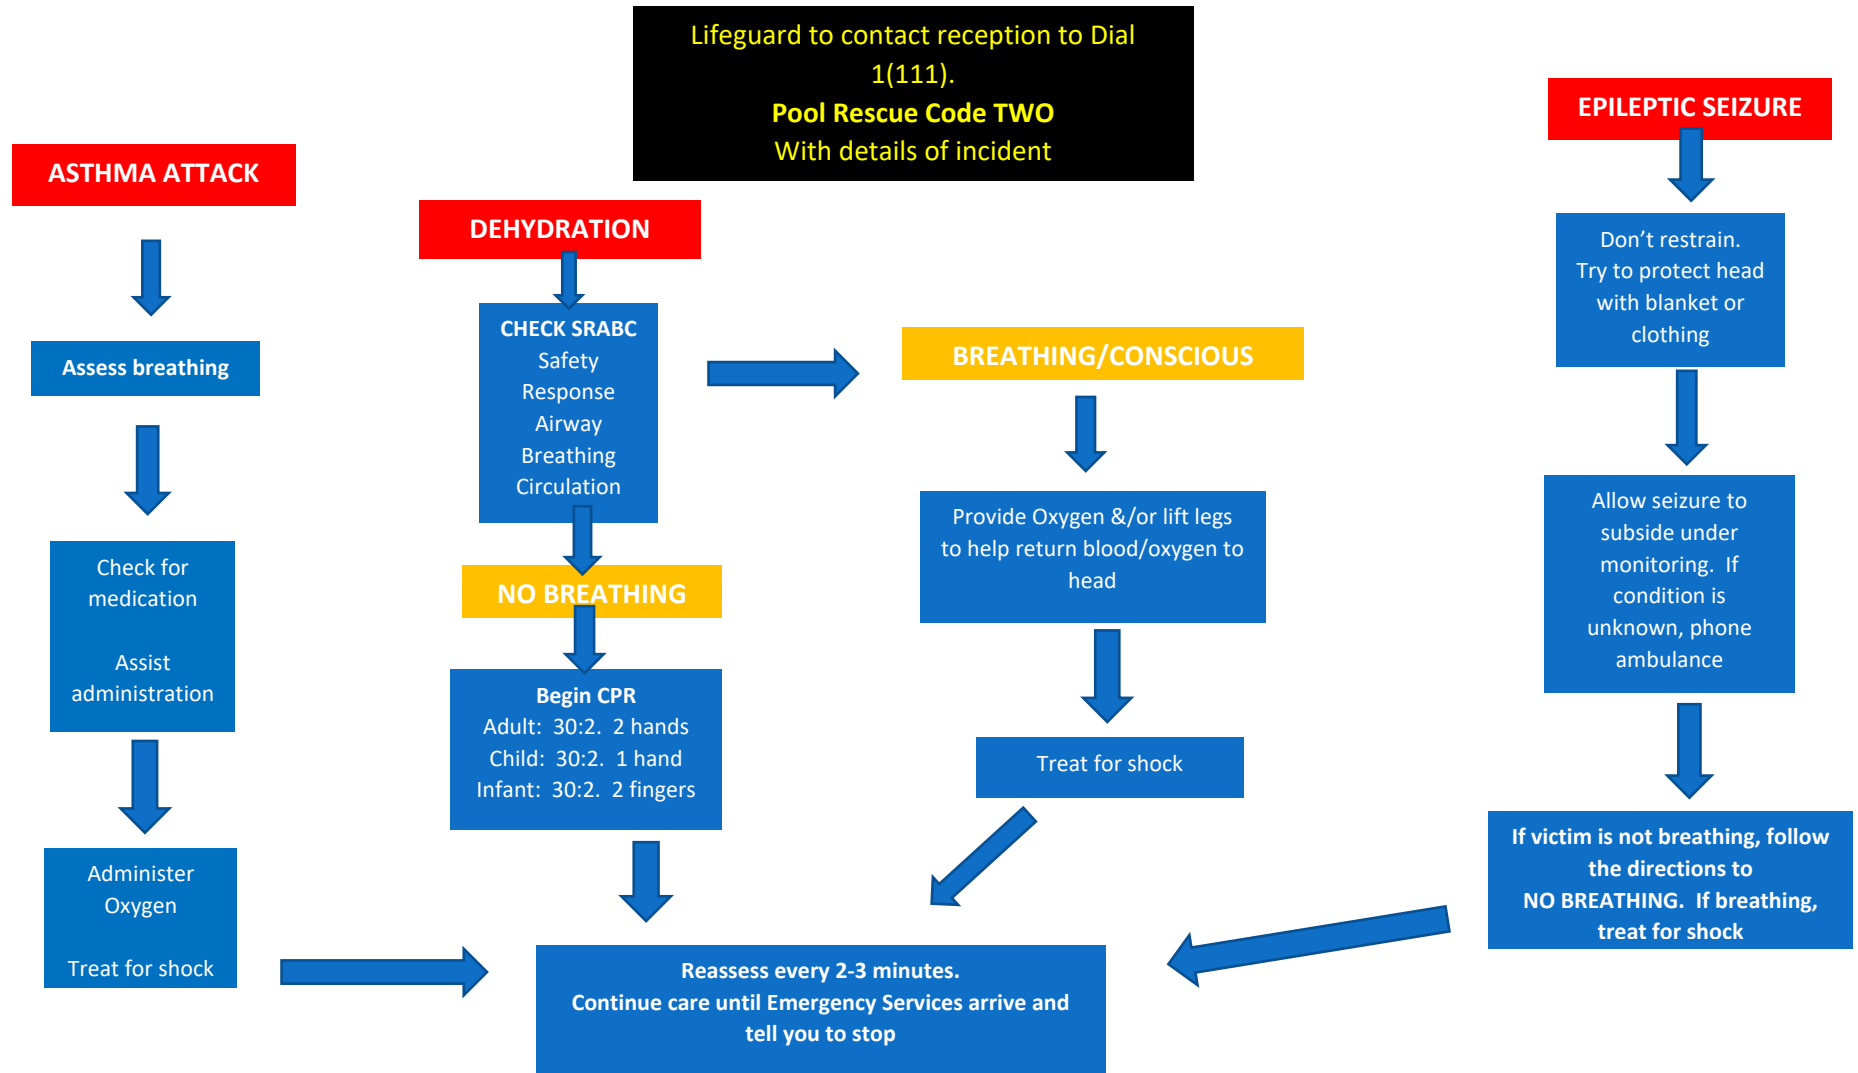 Lifeguard to contact reception to Dial
1(111).
Pool Rescue Code TWO
With details of incident
ASTHMA ATTACK
Assess breathing
Check for
medication
Assist
administration
Administer
Oxygen
Treat for shock
DEHYDRATION
CHECK SRABC
Safety
Response
Airway
Breathing
Circulation
NO BREATHING
Begin CPR
Adult:  30:2.  2 hands
Child:  30:2.  1 hand
Infant:  30:2.  2 fingers
BREATHING/CONSCIOUS
Provide Oxygen &/or lift legs
to help return blood/oxygen to
head
Treat for shock
EPILEPTIC SEIZURE
Don’t restrain.
Try to protect head
with blanket or
clothing
Allow seizure to
subside under
monitoring.  If
condition is
unknown, phone
ambulance
If victim is not breathing, follow
the directions to
NO BREATHING.  If breathing,
treat for shock
Reassess every 2-3 minutes.
Continue care until Emergency Services arrive and
tell you to stop